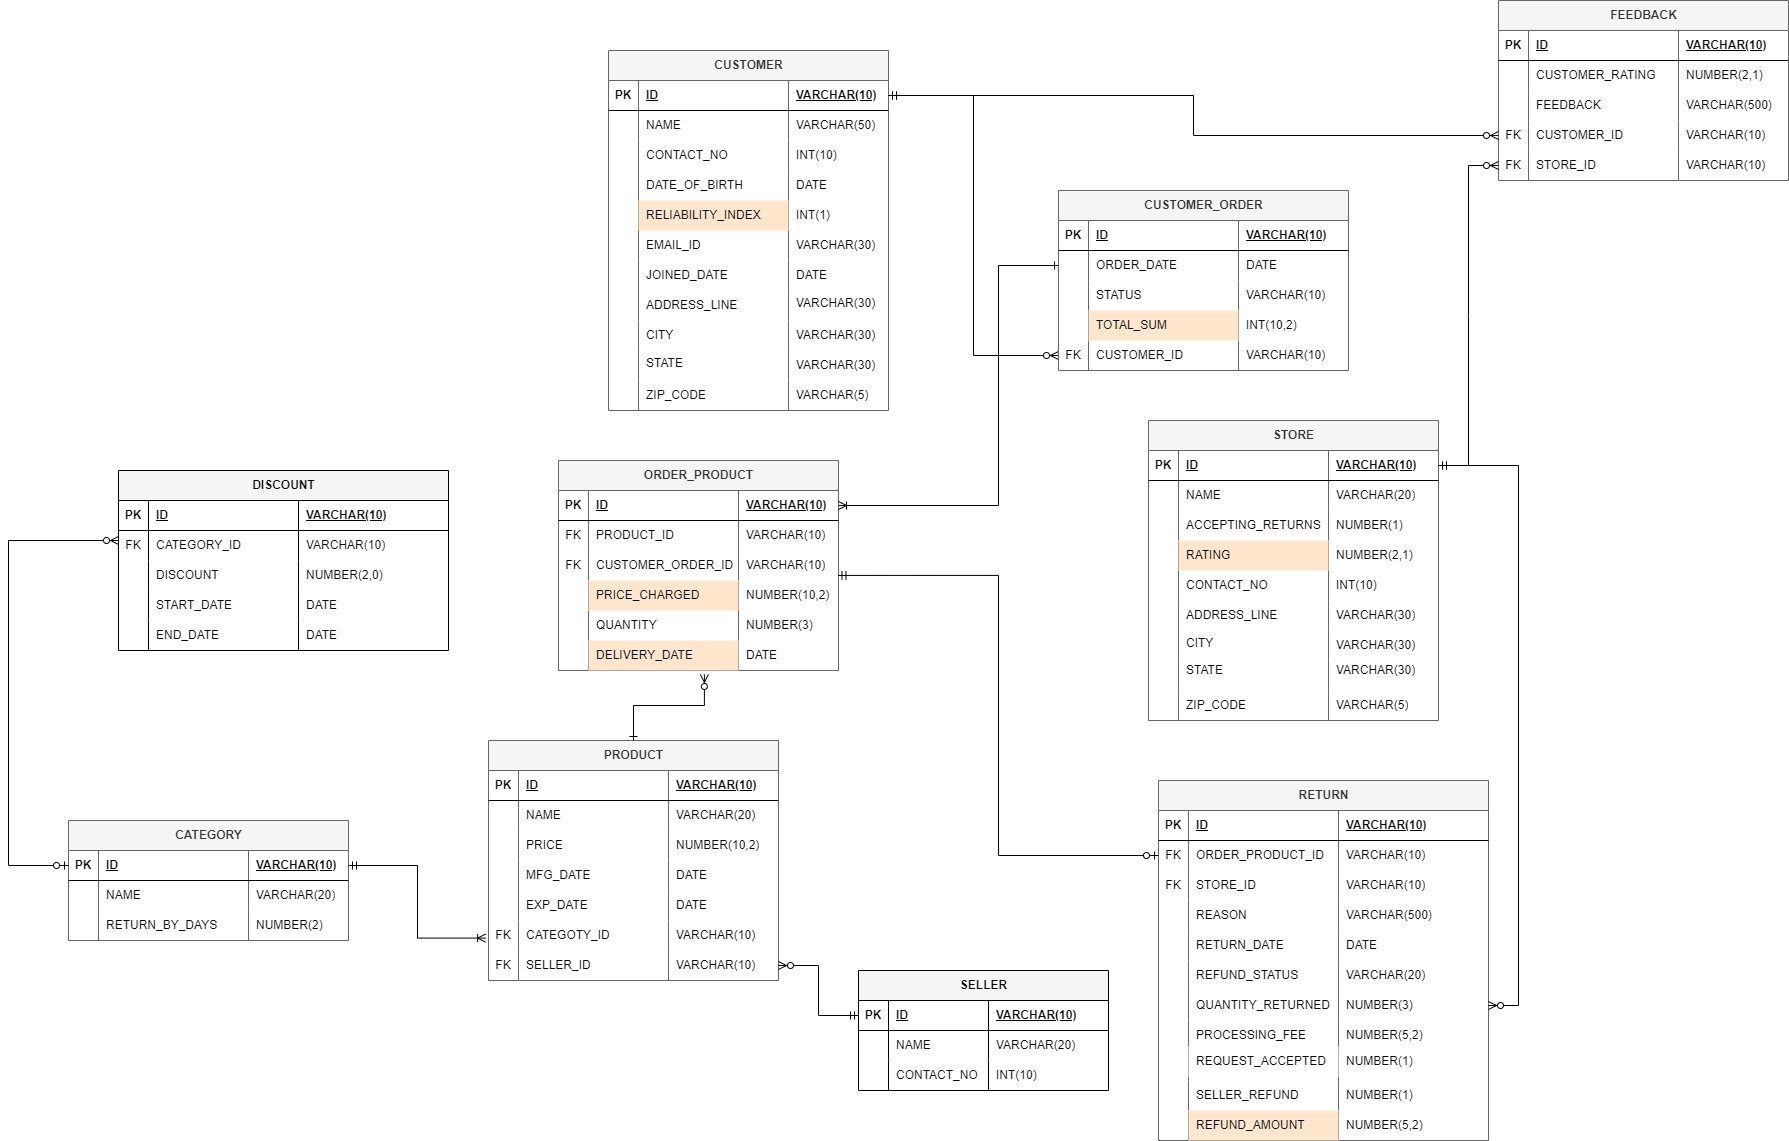 FEEDBACK
PK ID VARCHAR(10)
CUSTOMER_RATING NUMBER(2,1)
FEEDBACK VARCHAR(500)
FK CUSTOMER_ID VARCHAR(10)
FK STORE_ID VARCHAR(10)
CUSTOMER
PK ID VARCHAR(10)
NAME VARCHAR(50)
CONTACT_NO INT(10)
DATE_OF_BIRTH DATE
RELIABILITY_INDEX INT(1)
EMAIL_ID VARCHAR(30)
JOINED_DATE DATE
ADDRESS_LINE VARCHAR(30)
CITY VARCHAR(30)
STATE VARCHAR(30)
ZIP_CODE VARCHAR(5)
CUSTOMER_ORDER
PK ID VARCHAR(10)
ORDER_DATE DATE
STATUS VARCHAR(10)
TOTAL_SUM INT(10,2)
FK CUSTOMER_ID VARCHAR(10)
STORE
PK ID VARCHAR(10)
NAME VARCHAR(20)
ACCEPTING_RETURNS NUMBER(1)
RATING NUMBER(2,1)
CONTACT_NO INT(10)
ADDRESS_LINE VARCHAR(30)
CITY VARCHAR(30)
STATE VARCHAR(30)
ZIP_CODE VARCHAR(5)
ORDER_PRODUCT
PK ID VARCHAR(10)
FK PRODUCT_ID VARCHAR(10)
FK CUSTOMER_ORDER_ID VARCHAR(10)
PRICE_CHARGED NUMBER(10,2)
QUANTITY NUMBER(3)
DELIVERY_DATE DATE
DISCOUNT
PK ID VARCHAR(10)
FK CATEGORY_ID VARCHAR(10)
DISCOUNT NUMBER(2,0)
START_DATE DATE
END_DATE DATE
PRODUCT
PK ID VARCHAR(10)
NAME VARCHAR(20)
PRICE NUMBER(10,2)
MFG_DATE DATE
EXP_DATE DATE
FK CATEGOTY_ID VARCHAR(10)
FK SELLER_ID VARCHAR(10)
CATEGORY
PK ID VARCHAR(10)
NAME VARCHAR(20)
RETURN_BY_DAYS NUMBER(2)
RETURN
PK ID VARCHAR(10)
FK ORDER_PRODUCT_ID VARCHAR(10)
FK STORE_ID VARCHAR(10)
REASON VARCHAR(500)
RETURN_DATE DATE
REFUND_STATUS VARCHAR(20)
QUANTITY_RETURNED NUMBER(3)
PROCESSING_FEE NUMBER(5,2)
REQUEST_ACCEPTED NUMBER(1)
SELLER_REFUND NUMBER(1)
REFUND_AMOUNT NUMBER(5,2)
SELLER
PK ID VARCHAR(10)
NAME VARCHAR(20)
CONTACT_NO INT(10)